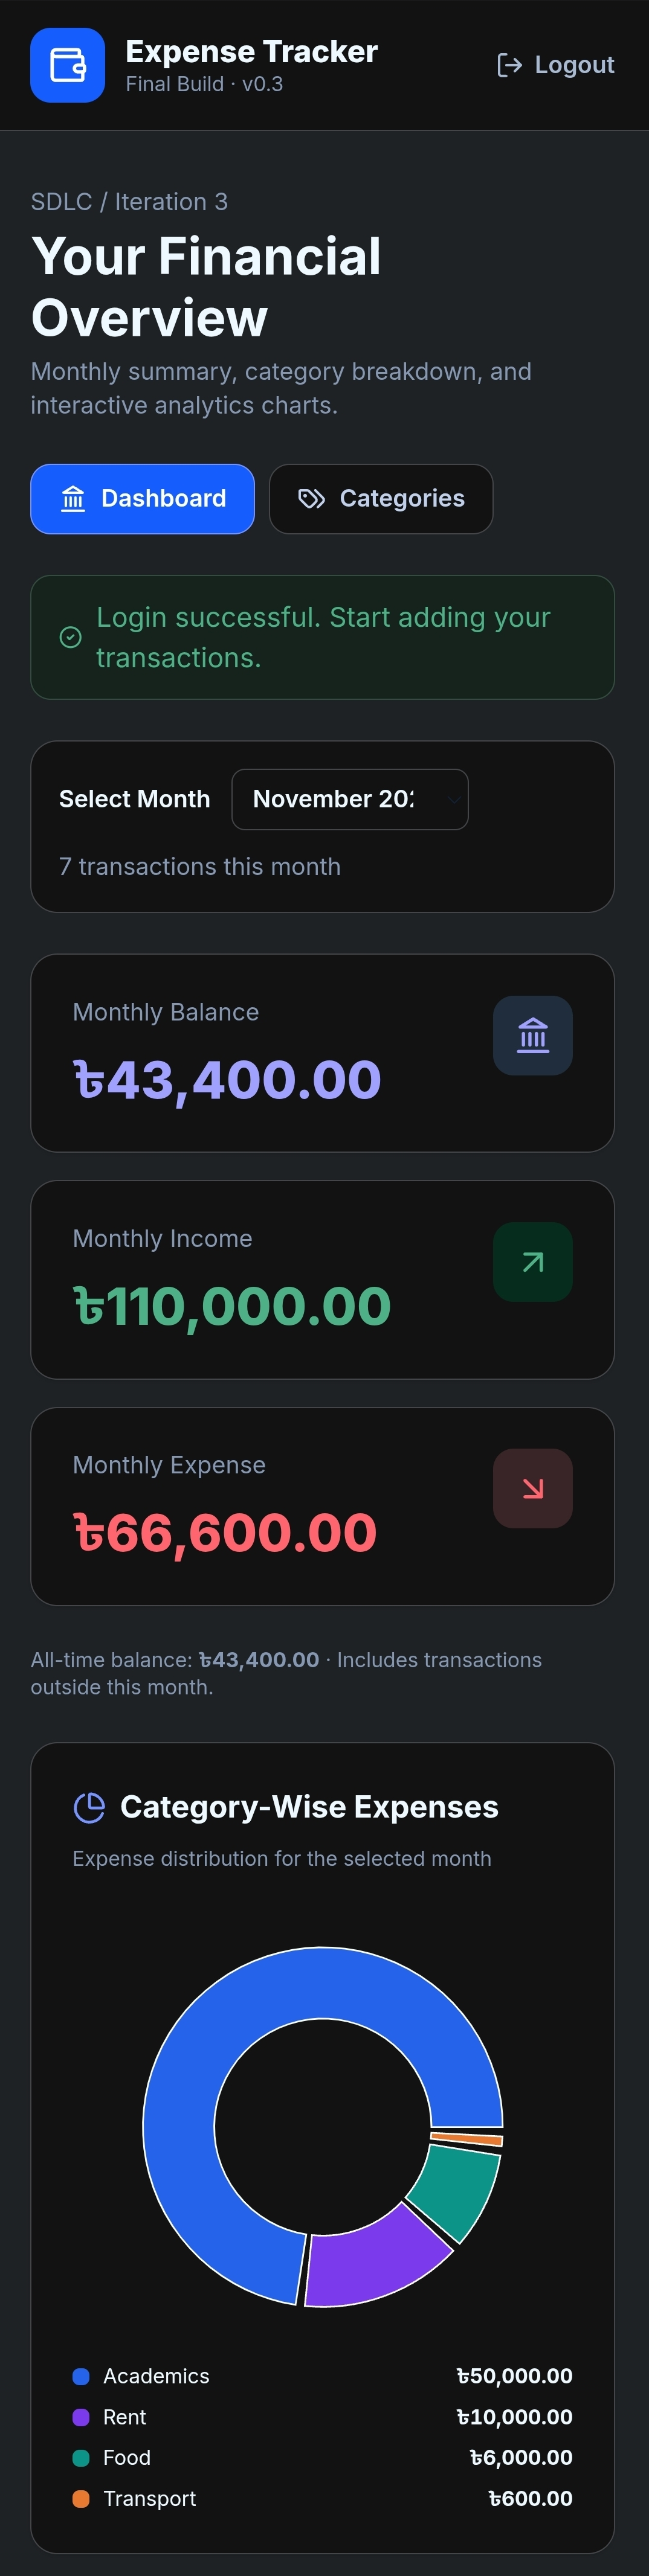 Expense Tracker
Final Build · v0.3
Logout
SDLC / Iteration 3
Your Financial
Overview
Monthly summary, category breakdown, and
interactive analytics charts.
Dashboard
Categories
Login successful. Start adding your
transactions.
Select Month
November 202
7 transactions this month
Monthly Balance
৳43,400.00
Monthly Income
৳110,000.00
Monthly Expense
৳66,600.00
All-time balance: ৳43,400.00 · Includes transactions
outside this month.
Category-Wise Expenses
Expense distribution for the selected month
Academics ৳50,000.00
Rent ৳10,000.00
Food ৳6,000.00
Transport ৳600.00